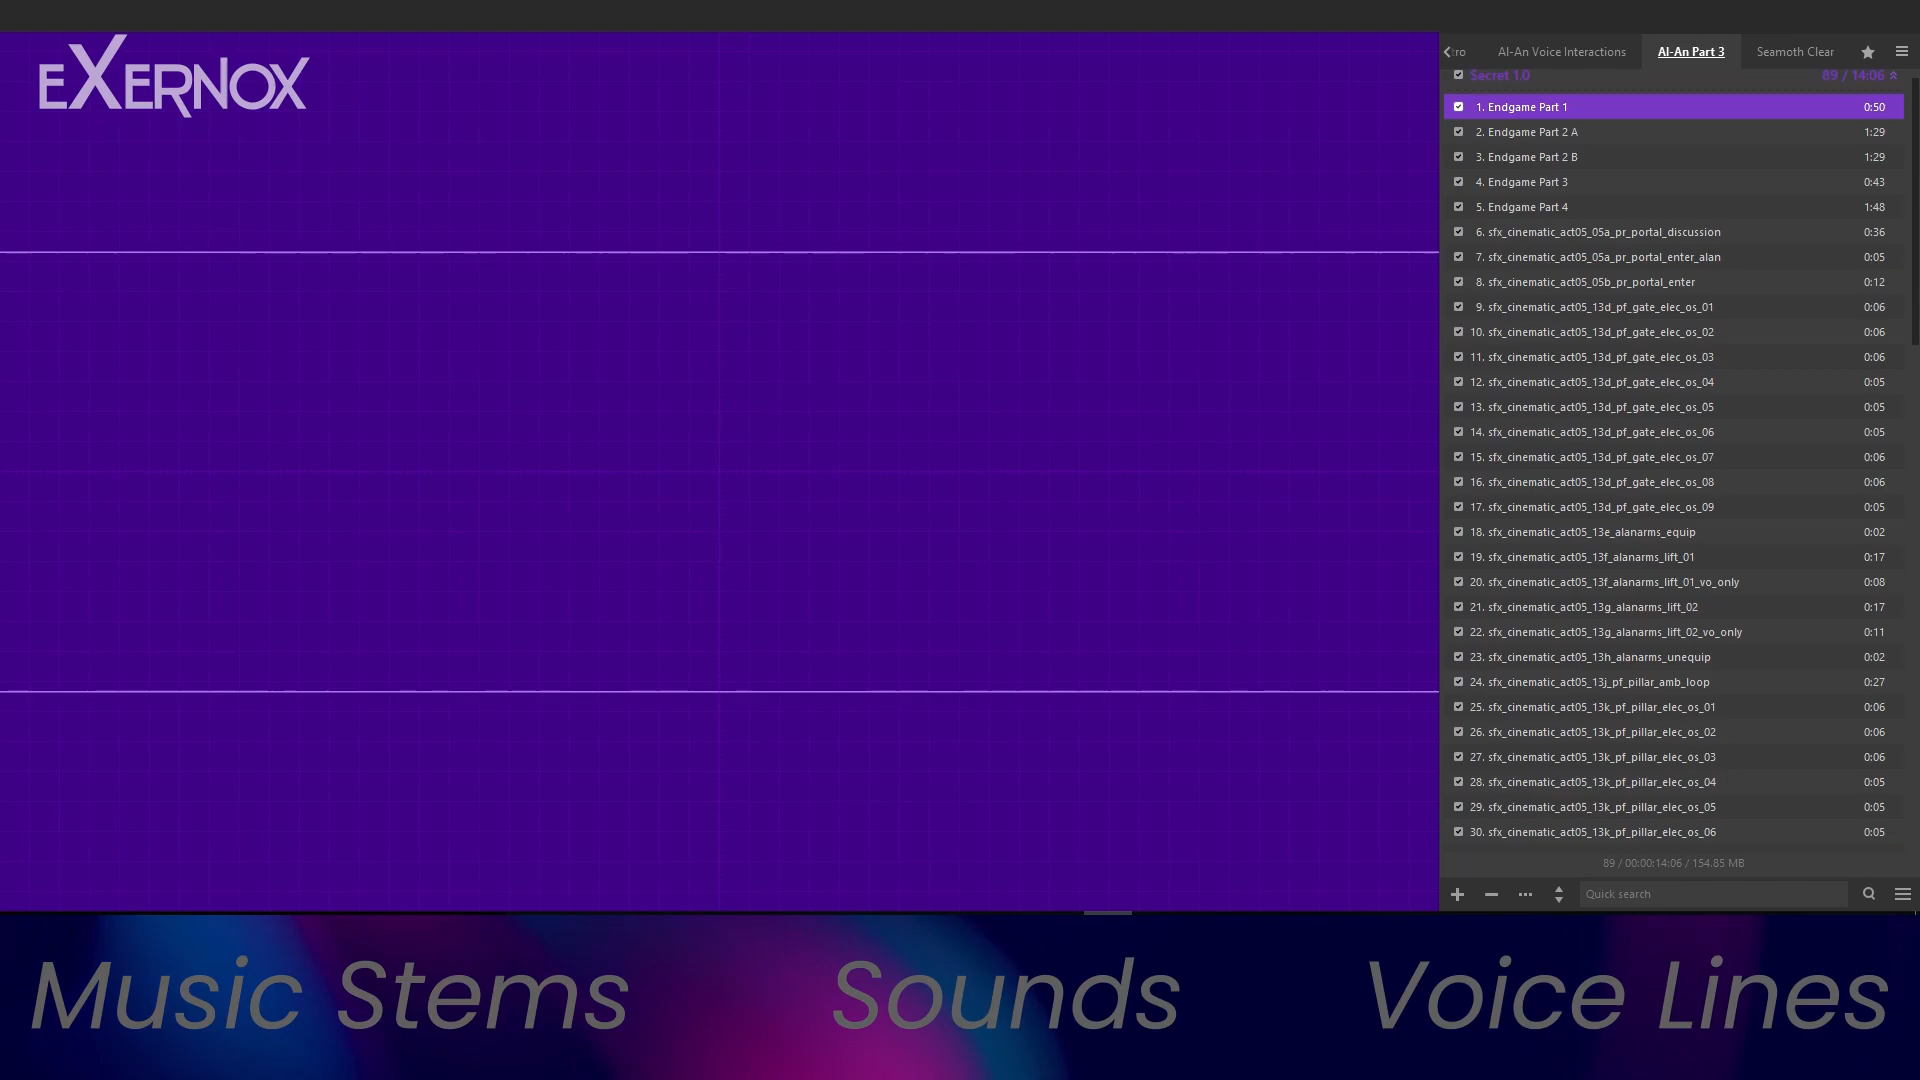 EXERNOX
tro AI-An Voice Interactions AI-An Part 3 Seamoth Clear
Secret 1.0 89 / 14:06
1. Endgame Part 1 0:50
2. Endgame Part 2 A 1:29
3. Endgame Part 2 B 1:29
4. Endgame Part 3 0:43
5. Endgame Part 4 1:48
6. sfx_cinematic_act05_05a_pr_portal_discussion 0:36
7. sfx_cinematic_act05_05a_pr_portal_enter_alan 0:05
8. sfx_cinematic_act05_05b_pr_portal_enter 0:12
9. sfx_cinematic_act05_13d_pf_gate_elec_os_01 0:06
10. sfx_cinematic_act05_13d_pf_gate_elec_os_02 0:06
11. sfx_cinematic_act05_13d_pf_gate_elec_os_03 0:06
12. sfx_cinematic_act05_13d_pf_gate_elec_os_04 0:05
13. sfx_cinematic_act05_13d_pf_gate_elec_os_05 0:05
14. sfx_cinematic_act05_13d_pf_gate_elec_os_06 0:05
15. sfx_cinematic_act05_13d_pf_gate_elec_os_07 0:06
16. sfx_cinematic_act05_13d_pf_gate_elec_os_08 0:06
17. sfx_cinematic_act05_13d_pf_gate_elec_os_09 0:05
18. sfx_cinematic_act05_13e_alanarms_equip 0:02
19. sfx_cinematic_act05_13f_alanarms_lift_01 0:17
20. sfx_cinematic_act05_13f_alanarms_lift_01_vo_only 0:08
21. sfx_cinematic_act05_13g_alanarms_lift_02 0:17
22. sfx_cinematic_act05_13g_alanarms_lift_02_vo_only 0:11
23. sfx_cinematic_act05_13h_alanarms_unequip 0:02
24. sfx_cinematic_act05_13j_pf_pillar_amb_loop 0:27
25. sfx_cinematic_act05_13k_pf_pillar_elec_os_01 0:06
26. sfx_cinematic_act05_13k_pf_pillar_elec_os_02 0:06
27. sfx_cinematic_act05_13k_pf_pillar_elec_os_03 0:06
28. sfx_cinematic_act05_13k_pf_pillar_elec_os_04 0:05
29. sfx_cinematic_act05_13k_pf_pillar_elec_os_05 0:05
30. sfx_cinematic_act05_13k_pf_pillar_elec_os_06 0:05
89 / 00:00:14:06 / 154.85 MB
Quick search
Music Stems Sounds Voice Lines